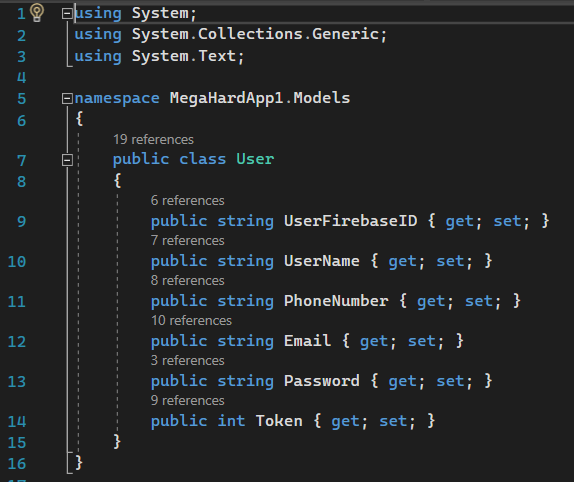 1 using System;
2 using System.Collections.Generic;
3 using System.Text;
4
5 namespace MegaHardApp1.Models
6 {
19 references
7 public class User
8 {
6 references
9 public string UserFirebaseID { get; set; }
7 references
10 public string UserName { get; set; }
8 references
11 public string PhoneNumber { get; set; }
10 references
12 public string Email { get; set; }
3 references
13 public string Password { get; set; }
9 references
14 public int Token { get; set; }
15 }
16 }